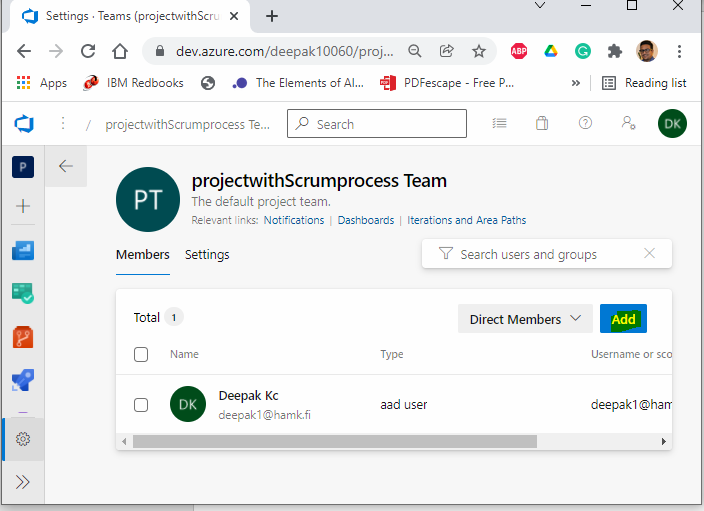 Settings · Teams (projectwithScru
dev.azure.com/deepak10060/proj...
ABP
G
Apps
IBM Redbooks
The Elements of AI...
PDF
PDFescape - Free P...
»
Reading list
/ projectwithScrumprocess Te...
Search
DK
P
PT
projectwithScrumprocess Team
The default project team.
Relevant links: Notifications | Dashboards | Iterations and Area Paths
Members
Settings
Search users and groups
Total 1
Direct Members
Add
Name
Type
Username or sco
DK
Deepak Kc
deepak1@hamk.fi
aad user
deepak1@ham